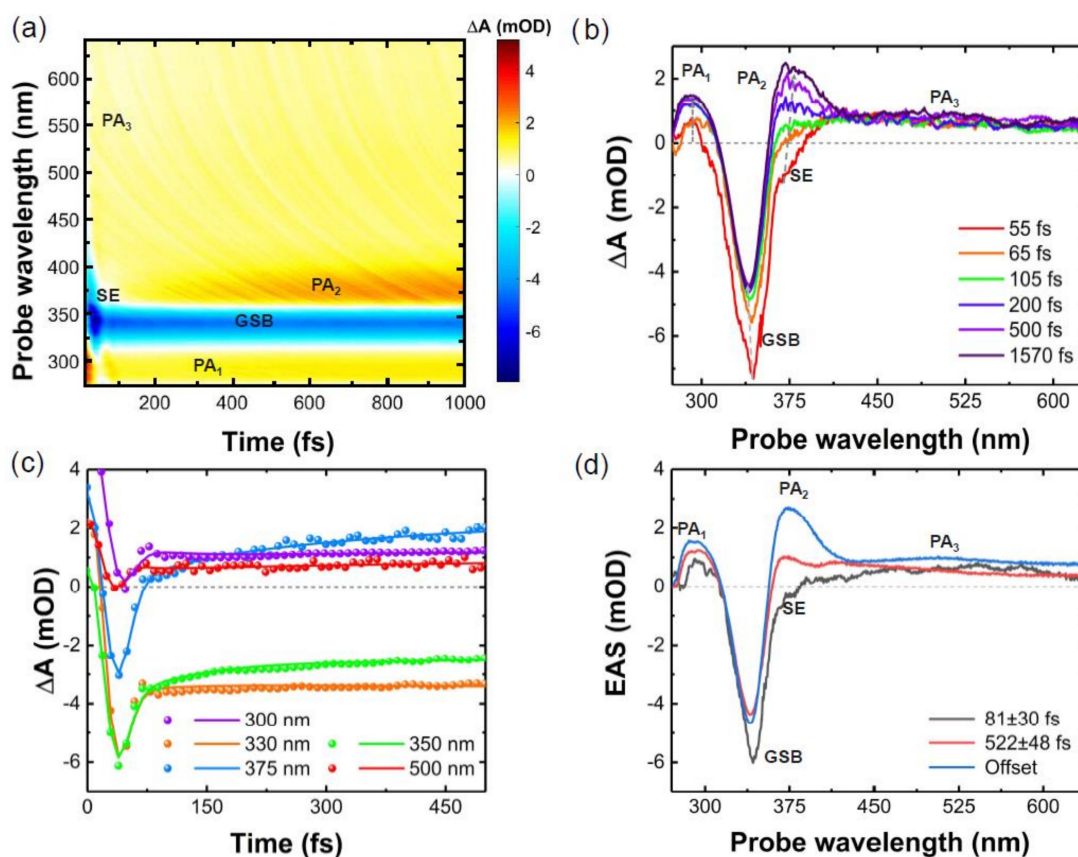 (a)
ΔA (mOD)
Probe wavelength (nm)
600
550
500
450
400
350
300
PA3
SE
PA2
GSB
PA1
200
400
600
800
1000
Time (fs)
4
2
0
-2
-4
-6
(b)
ΔA (mOD)
2
0
-2
-4
-6
PA1
PA2
PA3
SE
GSB
55 fs
65 fs
105 fs
200 fs
500 fs
1570 fs
300
375
450
525
600
Probe wavelength (nm)
(c)
ΔA (mOD)
4
2
0
-2
-4
-6
300 nm
330 nm
375 nm
350 nm
500 nm
0
150
300
450
Time (fs)
(d)
EAS (mOD)
4
2
0
-2
-4
-6
PA1
PA2
PA3
SE
GSB
81±30 fs
522±48 fs
Offset
300
375
450
525
600
Probe wavelength (nm)